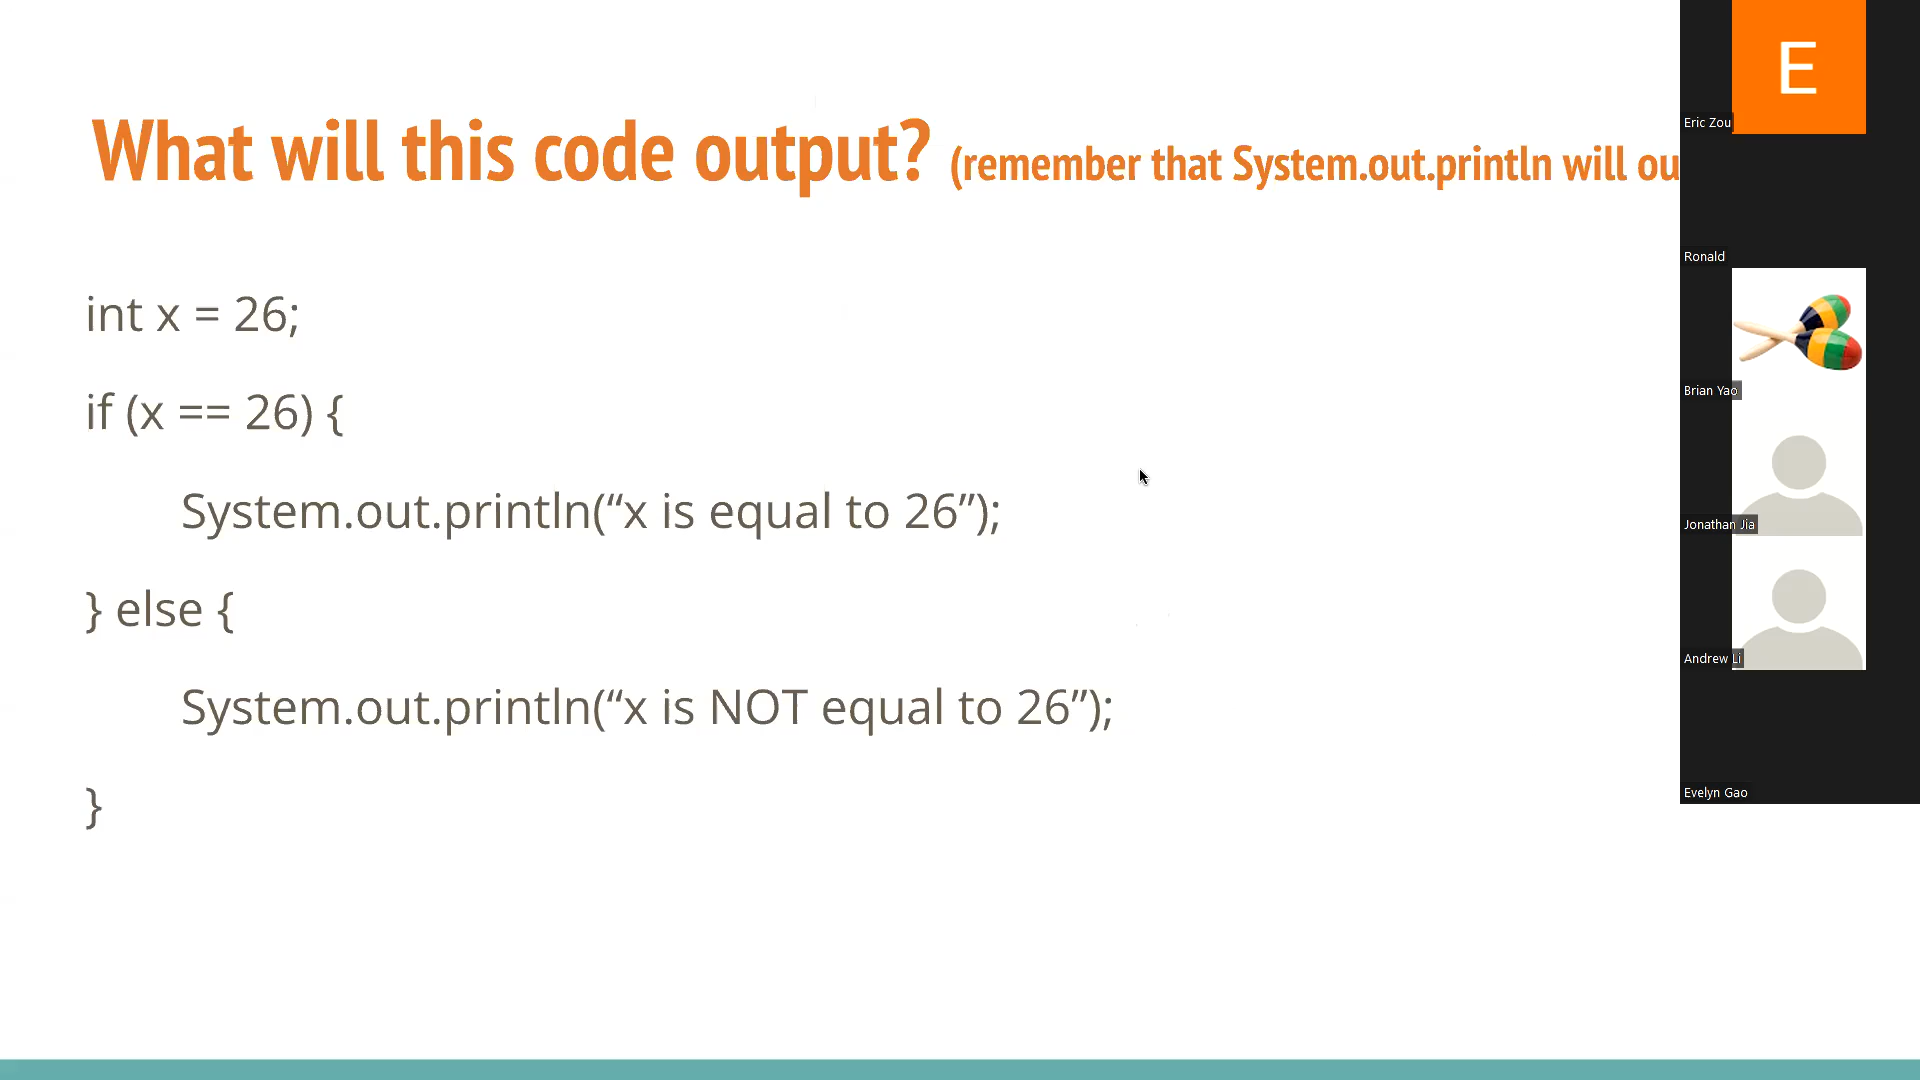 What will this code output? (remember that System.out.println will ou
int x = 26;
if (x == 26) {
System.out.println(“x is equal to 26”);
} else {
System.out.println(“x is NOT equal to 26”);
}
E
Eric Zou
Ronald
Brian Yao
Jonathan Jia
Andrew Li
Evelyn Gao